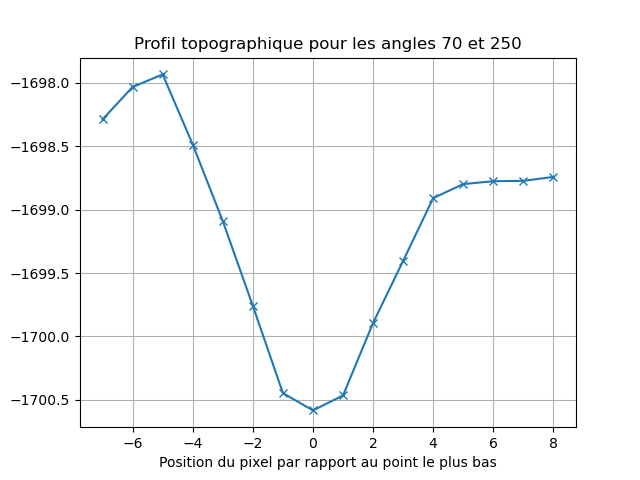 Profil topographique pour les angles 70 et 250
−1698.0
−1698.5
−1699.0
−1699.5
−1700.0
−1700.5
−6 −4 −2 0 2 4 6 8
Position du pixel par rapport au point le plus bas